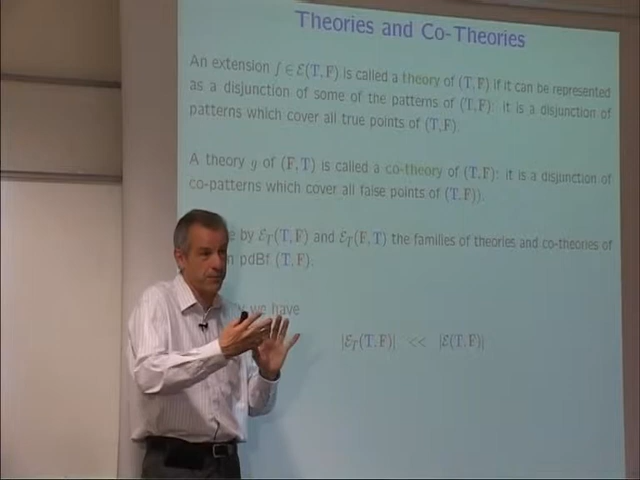 Theories and Co-Theories
An extension f ∈ ℰ(T, F) is called a theory of (T, F) if it can be represented
as a disjunction of some of the patterns of (T, F): it is a disjunction of
patterns which cover all true points of (T, F).
A theory g of (F, T) is called a co-theory of (T, F): it is a disjunction of
co-patterns which cover all false points of (T, F)).
by ℰT(T, F) and ℰT(F, T) the families of theories and co-theories of
pdBf (T, F).
we have
|ℰT(T, F)| << |ℰ(T, F)|